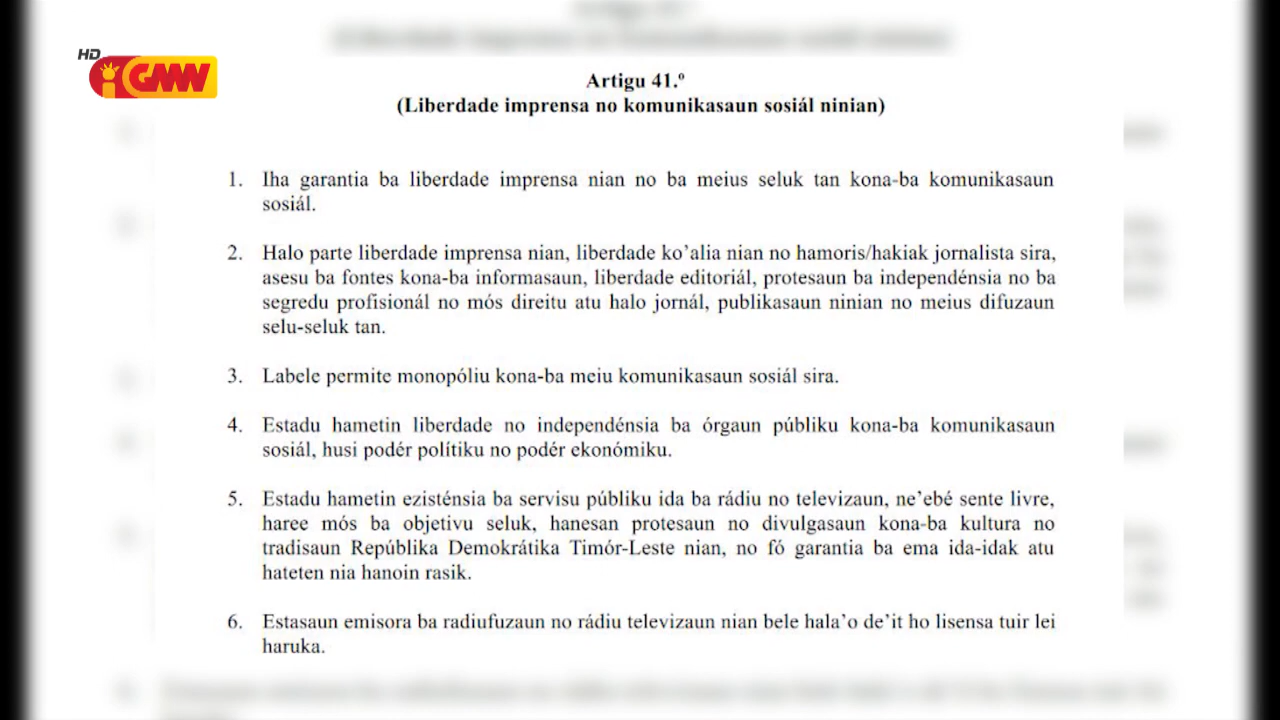 HD
GMN
Artigu 41.º
(Liberdade imprensa no komunikasaun sosiál ninian)
1. Iha garantia ba liberdade imprensa nian no ba meius seluk tan kona-ba komunikasaun
sosiál.
2. Halo parte liberdade imprensa nian, liberdade ko’alia nian no hamoris/hakiak jornalista sira,
asesu ba fontes kona-ba informasaun, liberdade editoriál, protesaun ba independénsia no ba
segredu profisionál no mós direitu atu halo jornál, publikasaun ninian no meius difuzaun
selu-seluk tan.
3. Labele permite monopóliu kona-ba meiu komunikasaun sosiál sira.
4. Estadu hametin liberdade no independénsia ba órgaun públiku kona-ba komunikasaun
sosiál, husi podér polítiku no podér ekonómiku.
5. Estadu hametin ezisténsia ba servisu públiku ida ba rádiu no televizaun, ne’ebé sente livre,
haree mós ba objetivu seluk, hanesan protesaun no divulgasaun kona-ba kultura no
tradisaun Repúblika Demokrátika Timór-Leste nian, no fó garantia ba ema ida-idak atu
hateten nia hanoin rasik.
6. Estasaun emisora ba radiufuzaun no rádiu televizaun nian bele hala’o de’it ho lisensa tuir lei
haruka.